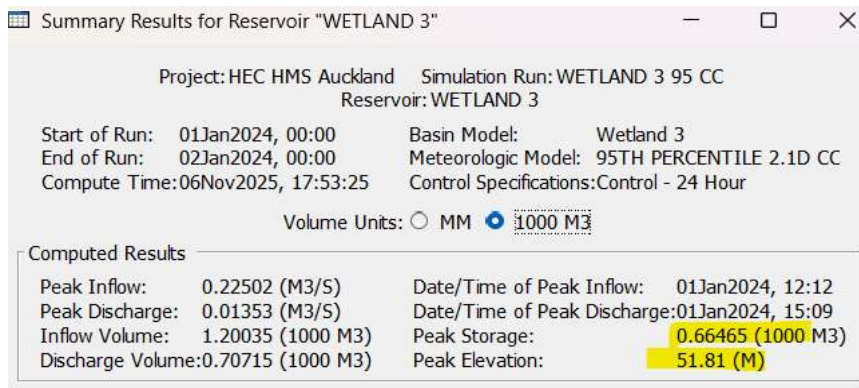 Summary Results for Reservoir "WETLAND 3"
Project: HEC HMS Auckland Simulation Run: WETLAND 3 95 CC
Reservoir: WETLAND 3
Start of Run: 01Jan2024, 00:00 Basin Model: Wetland 3
End of Run: 02Jan2024, 00:00 Meteorologic Model: 95TH PERCENTILE 2.1D CC
Compute Time:06Nov2025, 17:53:25 Control Specifications:Control - 24 Hour
Volume Units: MM 1000 M3
Computed Results
Peak Inflow: 0.22502 (M3/S) Date/Time of Peak Inflow: 01Jan2024, 12:12
Peak Discharge: 0.01353 (M3/S) Date/Time of Peak Discharge:01Jan2024, 15:09
Inflow Volume: 1.20035 (1000 M3) Peak Storage: 0.66465 (1000 M3)
Discharge Volume:0.70715 (1000 M3) Peak Elevation: 51.81 (M)